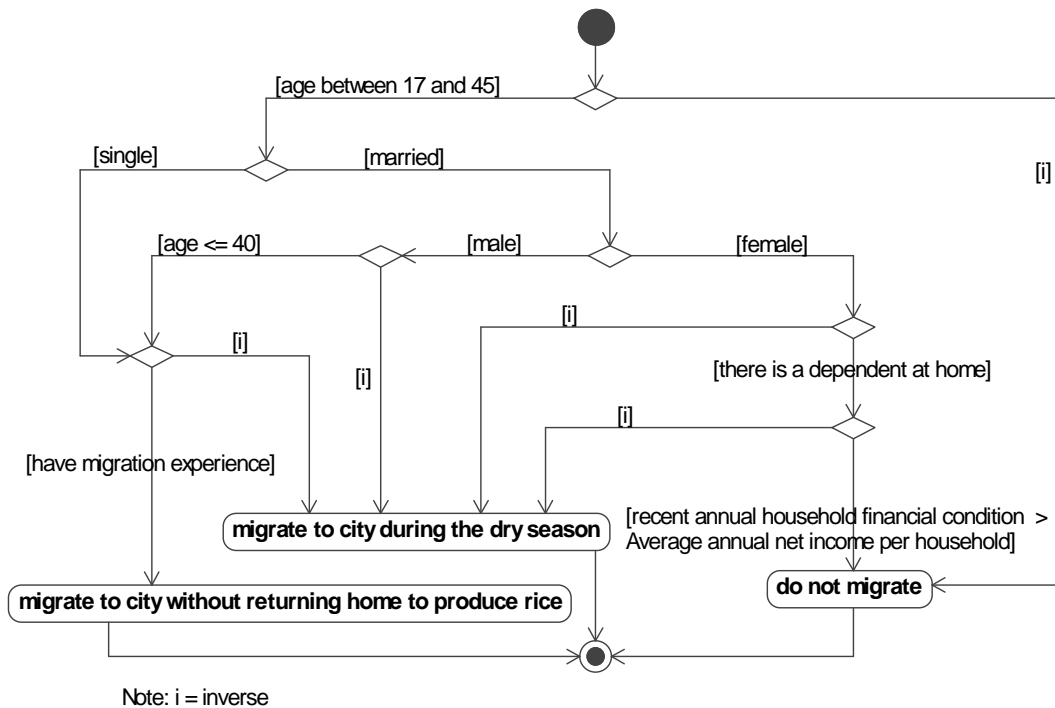 [age between 17 and 45]
[single]
[married]
[i]
[age <= 40]
[male]
[female]
[i]
[i]
[i]
[there is a dependent at home]
[i]
[have migration experience]
migrate to city during the dry season
[recent annual household financial condition >
Average annual net income per household]
do not migrate
migrate to city without returning home to produce rice
Note: i = inverse